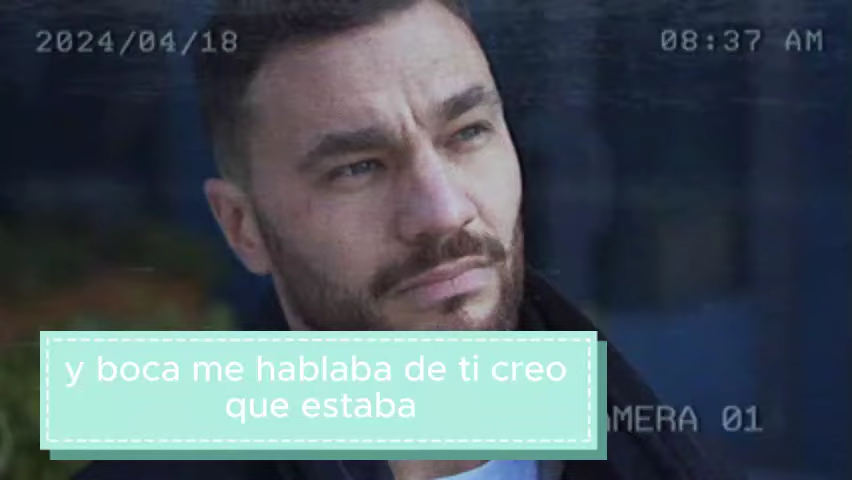 2024/04/18
08:37 AM
y boca me hablaba de ti creo
que estaba
AMERA 01